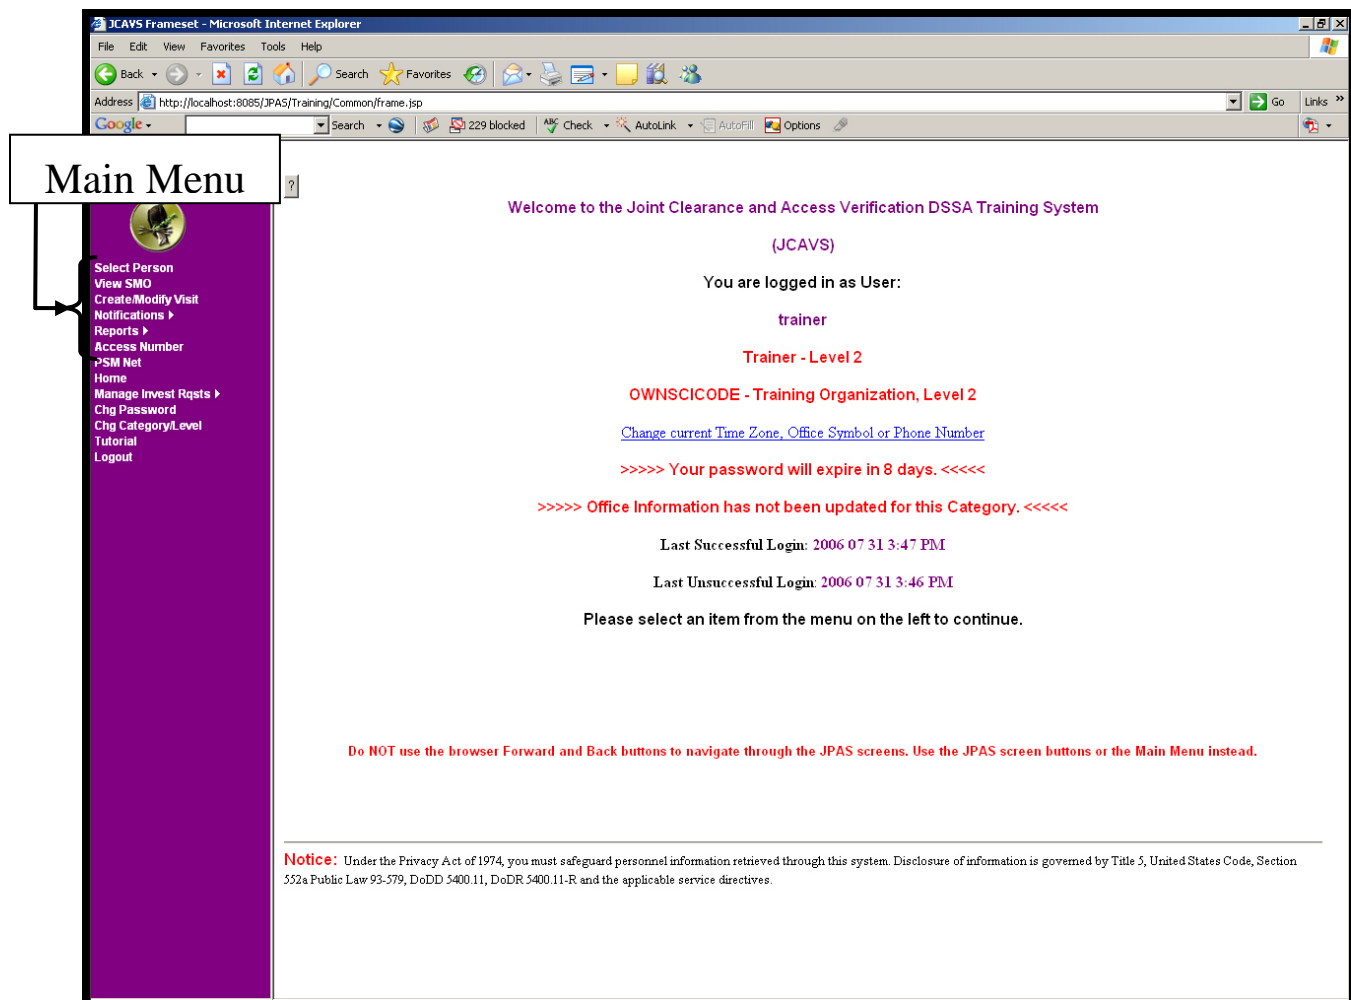 JCAVS Frameset - Microsoft Internet Explorer
File Edit View Favorites Tools Help
Back Search Favorites
Address http://localhost:8085/JPAS/Training/Common/frame.jsp Go Links »
Google Search 229 blocked ABC Check AutoLink AutoFill Options
Main Menu
?
Welcome to the Joint Clearance and Access Verification DSSA Training System
(JCAVS)
You are logged in as User:
trainer
Trainer - Level 2
OWNSCICODE - Training Organization, Level 2
Change current Time Zone, Office Symbol or Phone Number
>>>>> Your password will expire in 8 days. <<<<<
>>>>> Office Information has not been updated for this Category. <<<<<
Last Successful Login: 2006 07 31 3:47 PM
Last Unsuccessful Login: 2006 07 31 3:46 PM
Please select an item from the menu on the left to continue.
Select Person
View SMO
Create/Modify Visit
Notifications
Reports
Access Number
PSM Net
Home
Manage Invest Rqsts
Chg Password
Chg Category/Level
Tutorial
Logout
Do NOT use the browser Forward and Back buttons to navigate through the JPAS screens. Use the JPAS screen buttons or the Main Menu instead.
Notice: Under the Privacy Act of 1974, you must safeguard personnel information retrieved through this system. Disclosure of information is governed by Title 5, United States Code, Section
552a Public Law 93-579, DoDD 5400.11, DoDR 5400.11-R and the applicable service directives.